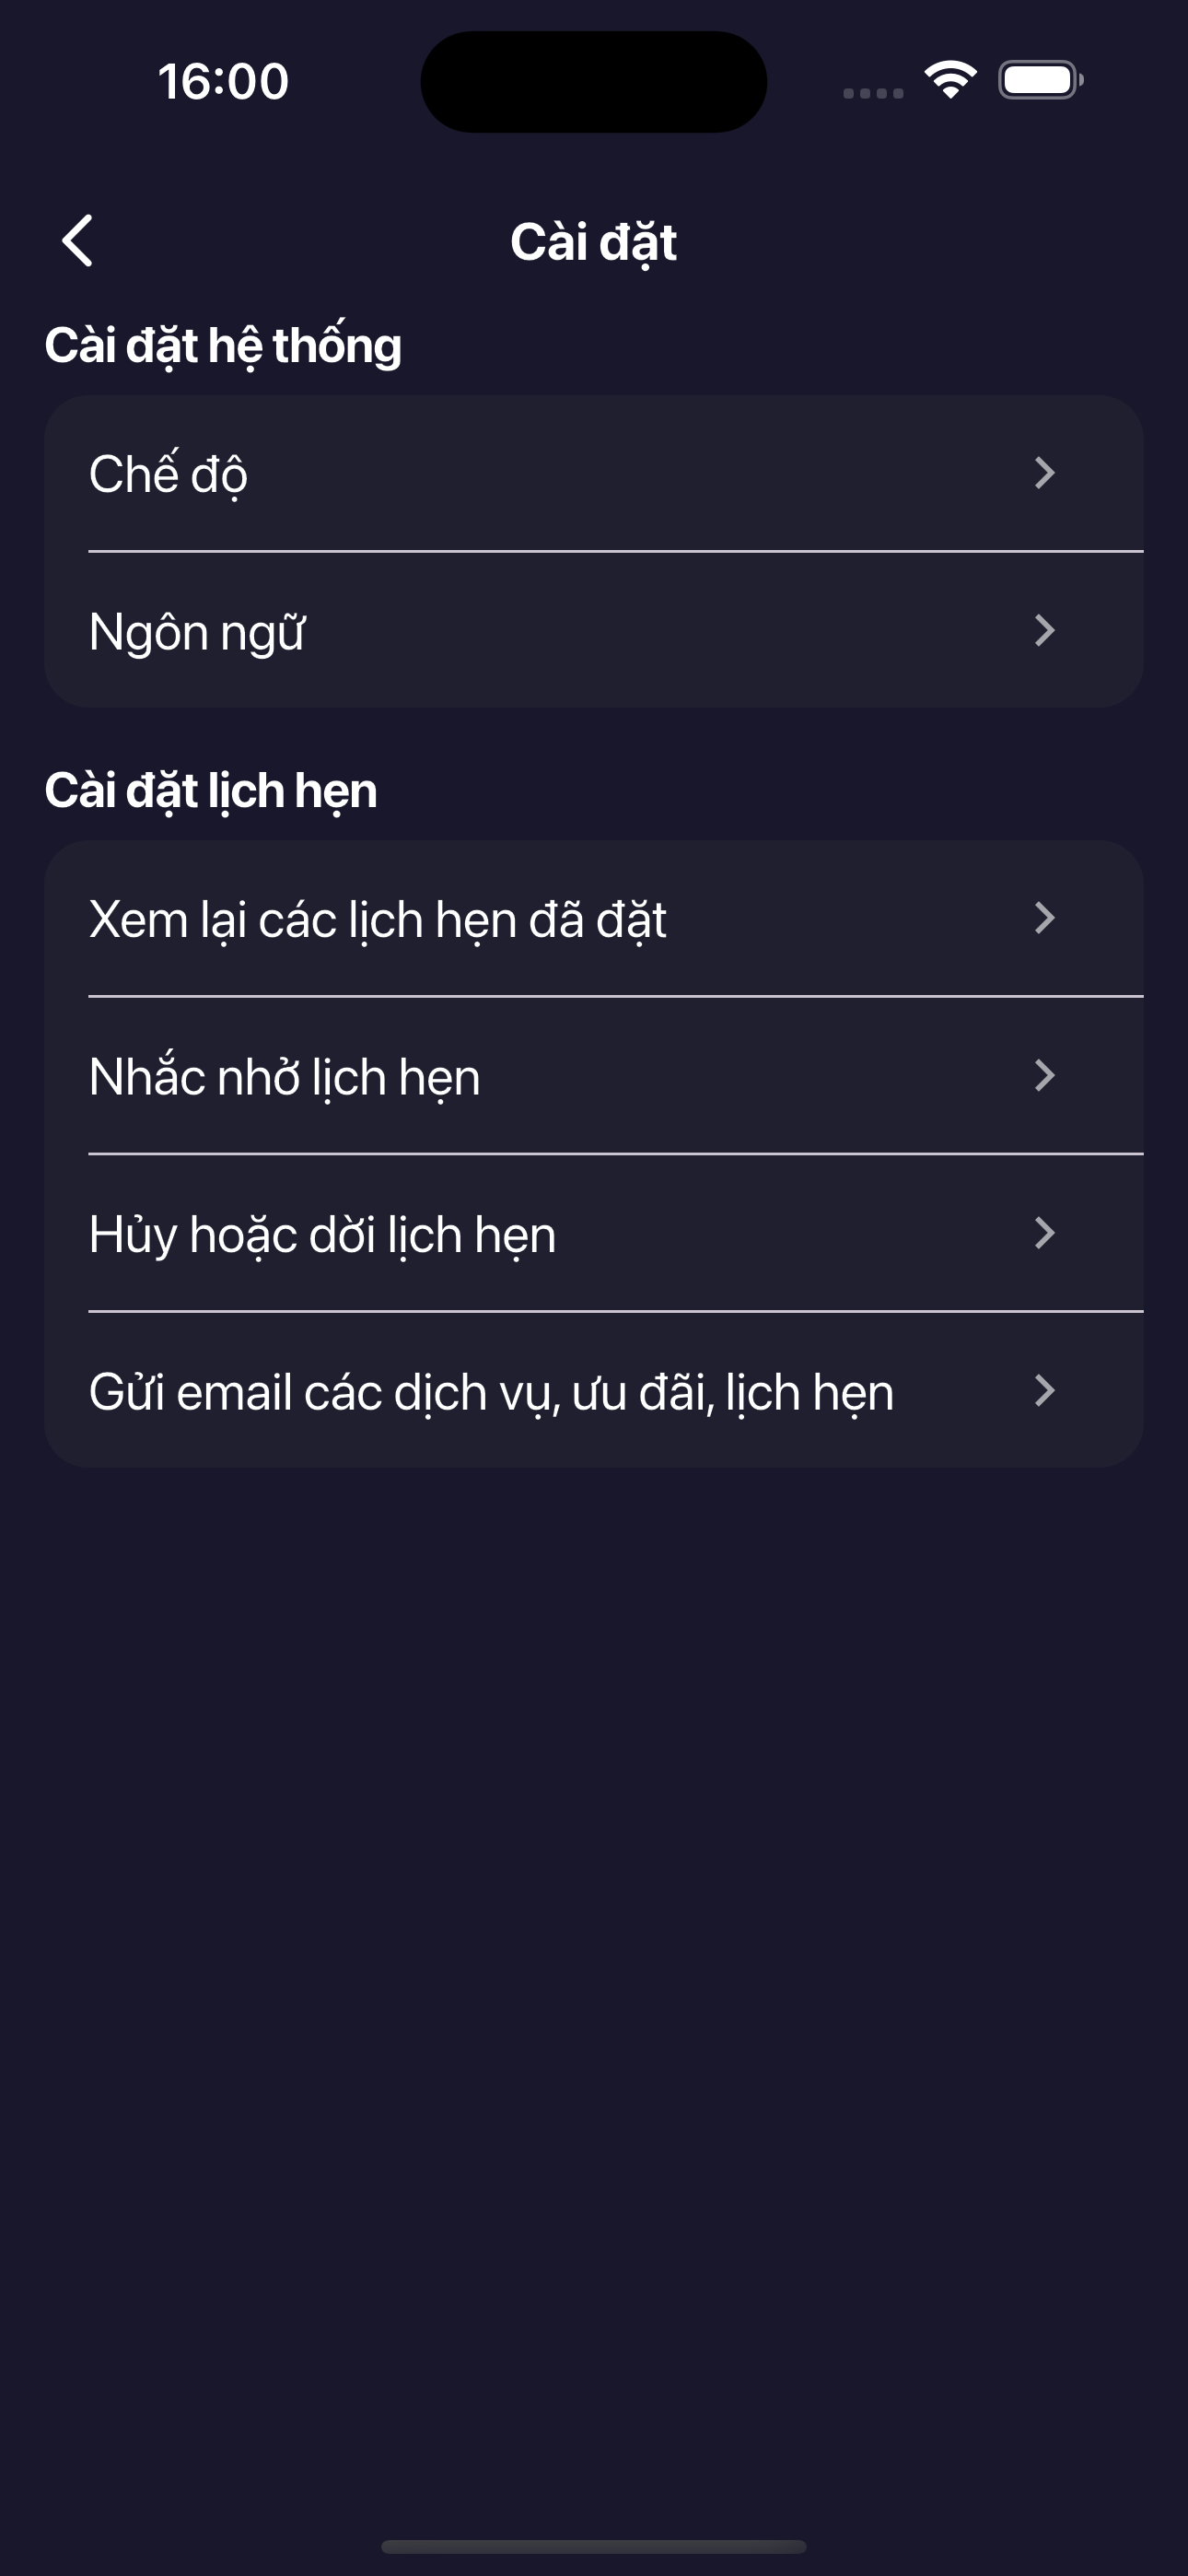 16:00
Cài đặt
Cài đặt hệ thống
Chế độ
Ngôn ngữ
Cài đặt lịch hẹn
Xem lại các lịch hẹn đã đặt
Nhắc nhở lịch hẹn
Hủy hoặc dời lịch hẹn
Gửi email các dịch vụ, ưu đãi, lịch hẹn